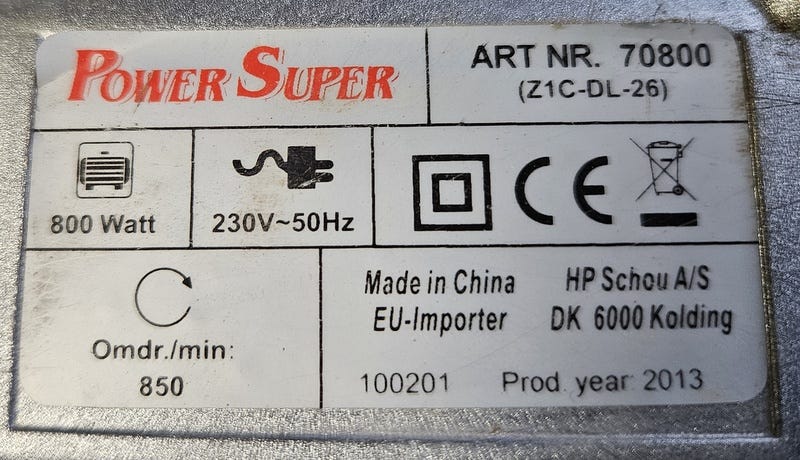 POWER SUPER
ART NR. 70800
(Z1C-DL-26)
800 Watt
230V~50Hz
CE
Omdr./min:
850
Made in China
EU-Importer
HP Schou A/S
DK 6000 Kolding
100201
Prod. year 2013